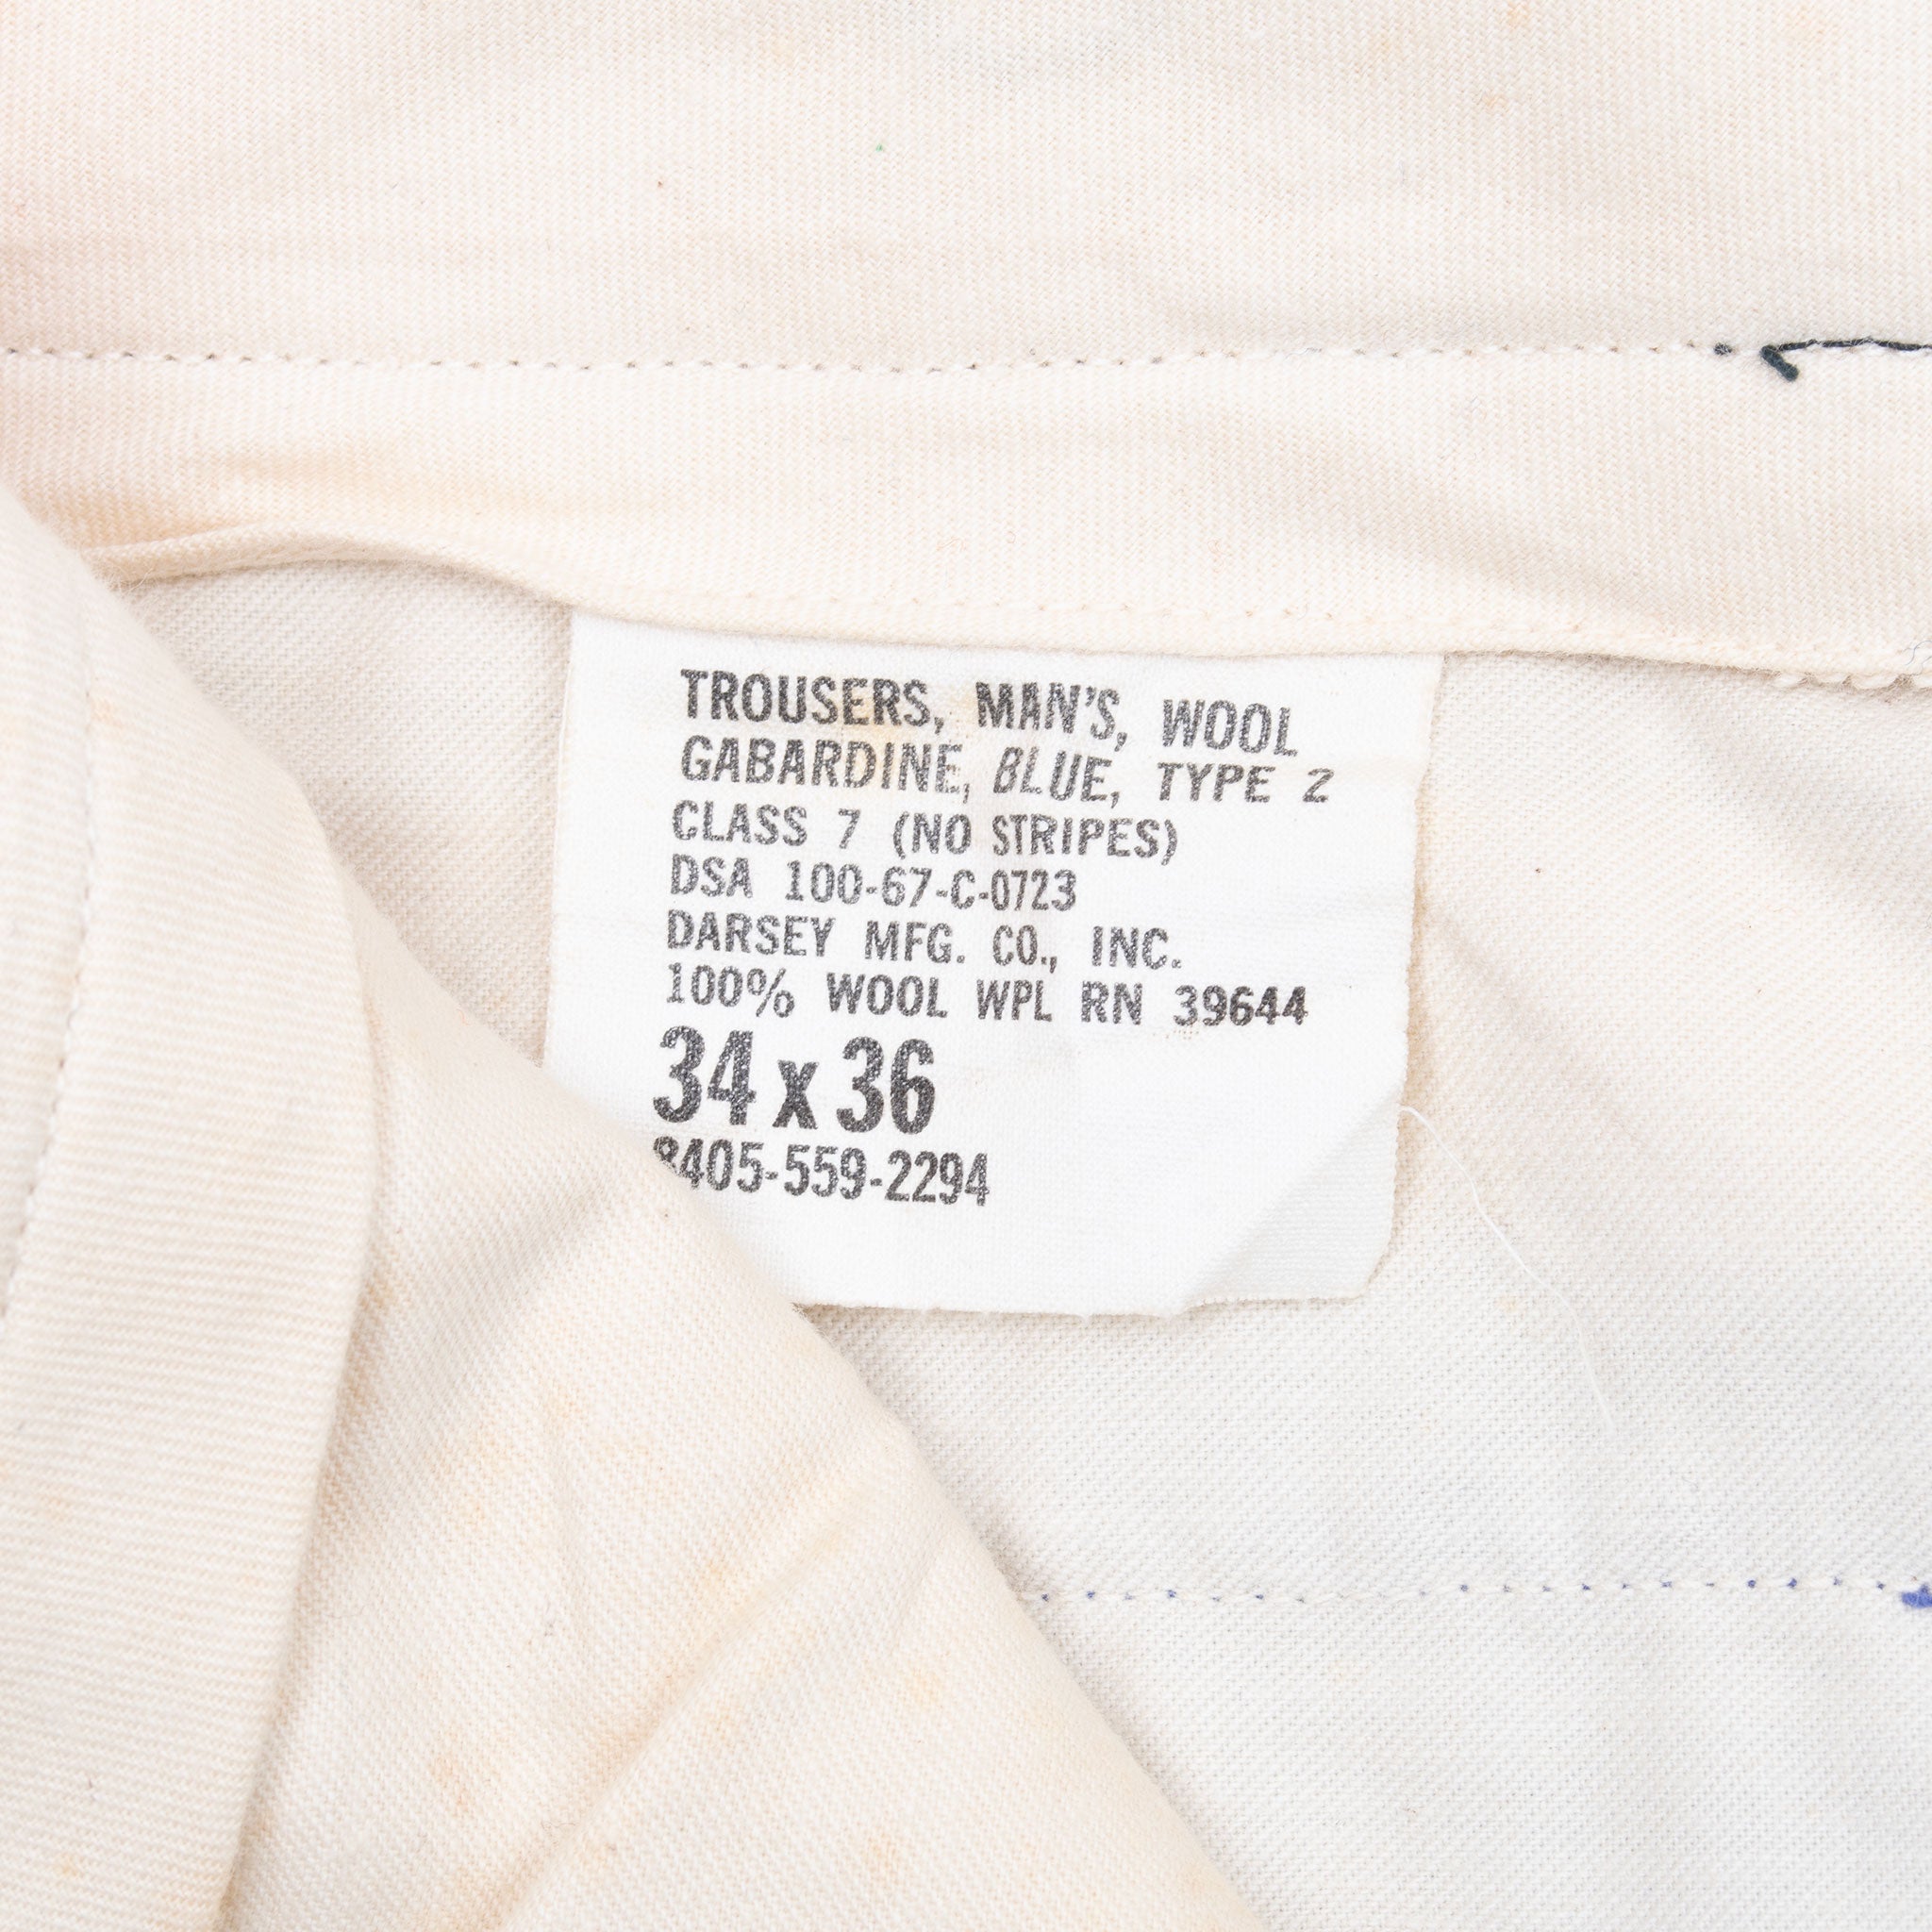 TROUSERS, MAN'S, WOOL
GABARDINE, BLUE, TYPE 2
CLASS 7 (NO STRIPES)
DSA 100-67-C-0723
DARSEY MFG. CO., INC.
100% WOOL WPL RN 39644
34 x 36
8405-559-2294